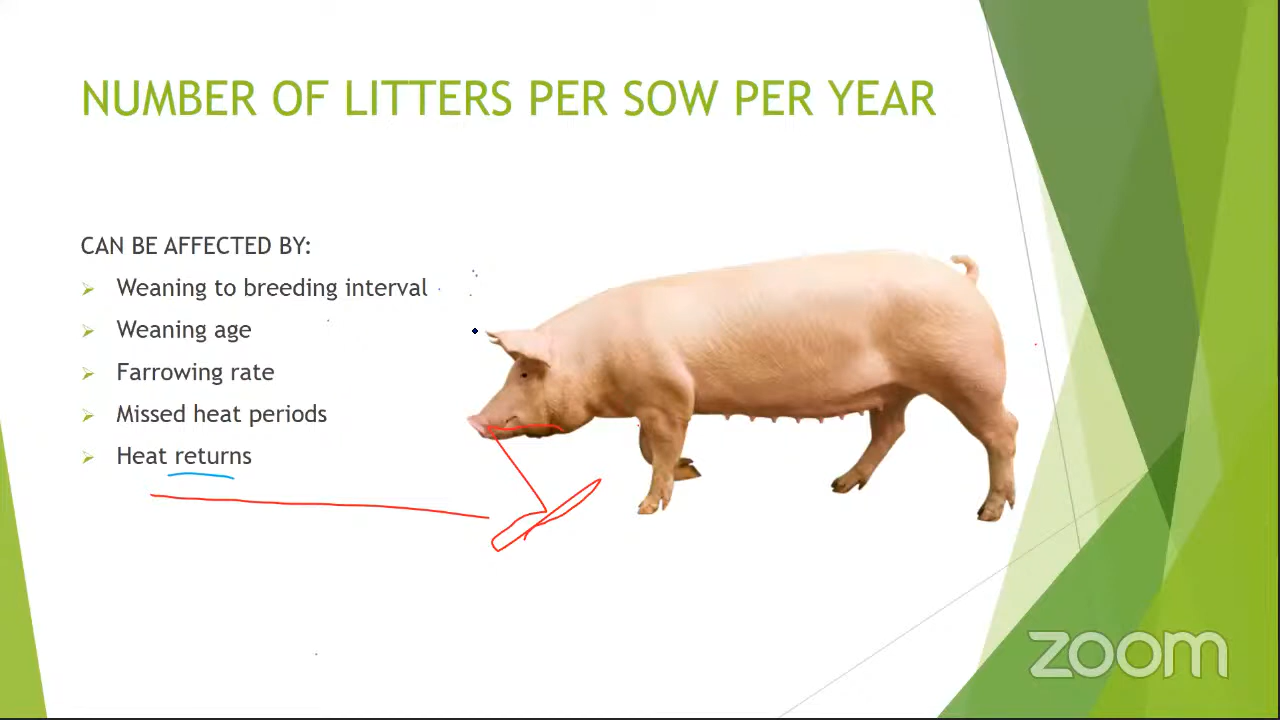 NUMBER OF LITTERS PER SOW PER YEAR
CAN BE AFFECTED BY:
Weaning to breeding interval
Weaning age
Farrowing rate
Missed heat periods
Heat returns
zoom